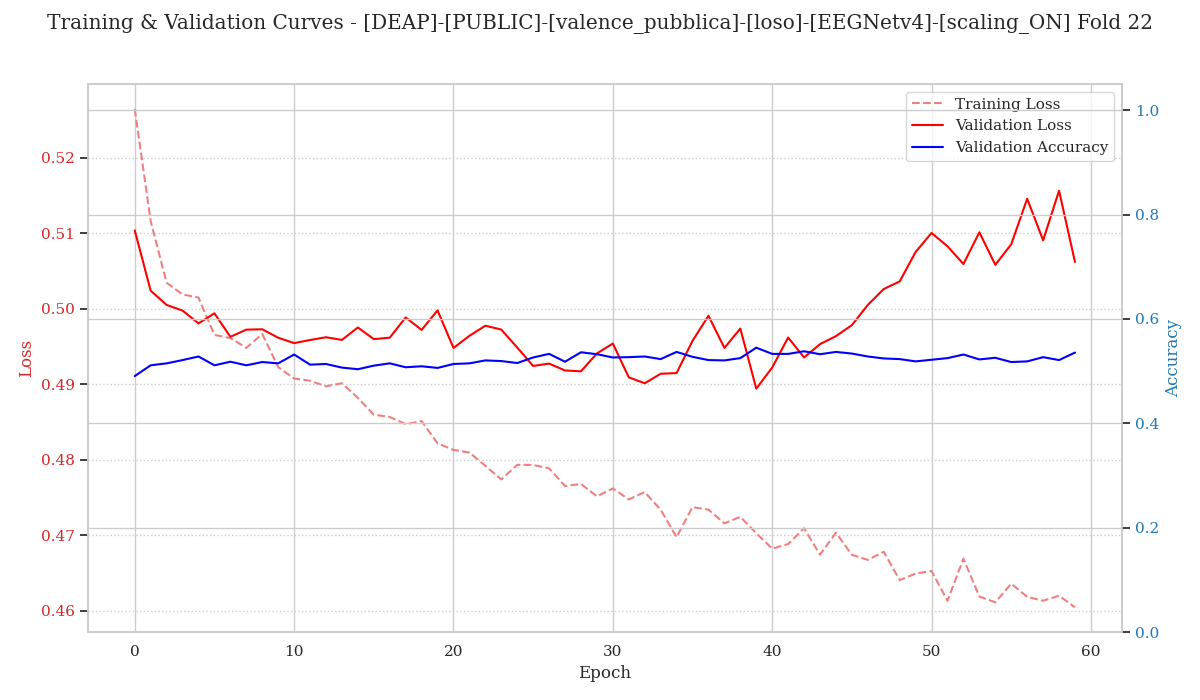 Training & Validation Curves - [DEAP]-[PUBLIC]-[valence_pubblica]-[loso]-[EEGNetv4]-[scaling_ON] Fold 22
Training Loss
Validation Loss
Validation Accuracy
0.52
0.51
0.50
0.49
0.48
0.47
0.46
Loss
1.0
0.8
0.6
0.4
0.2
0.0
Accuracy
0 10 20 30 40 50 60
Epoch